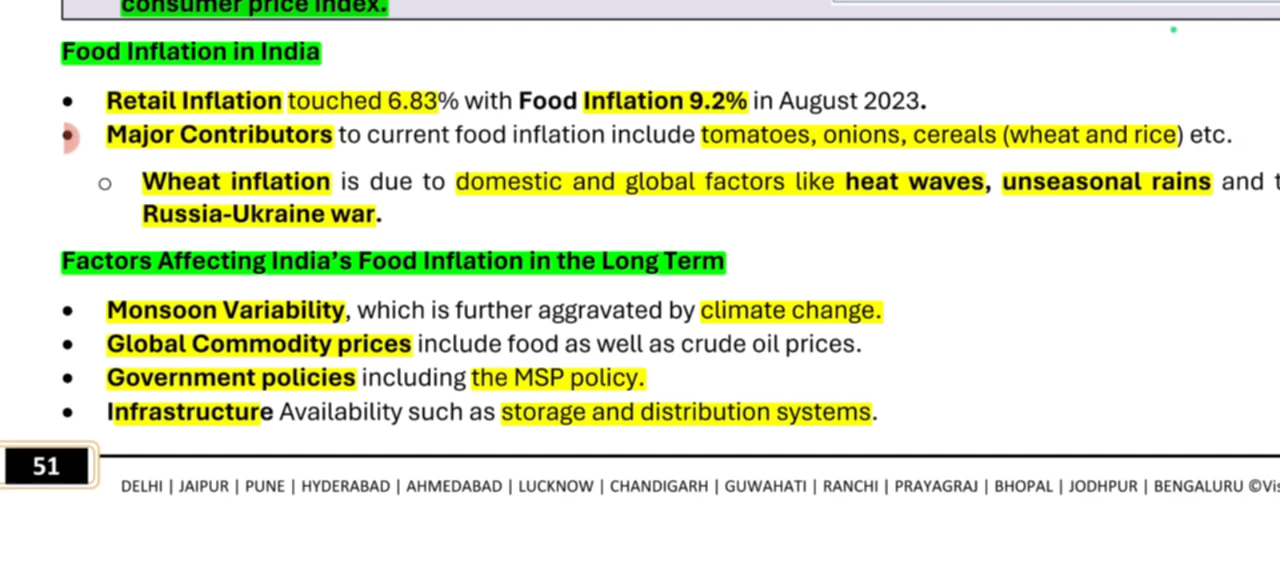 consumer price index.
Food Inflation in India
• Retail Inflation touched 6.83% with Food Inflation 9.2% in August 2023.
• Major Contributors to current food inflation include tomatoes, onions, cereals (wheat and rice) etc.
o Wheat inflation is due to domestic and global factors like heat waves, unseasonal rains and
Russia-Ukraine war.
Factors Affecting India’s Food Inflation in the Long Term
• Monsoon Variability, which is further aggravated by climate change.
• Global Commodity prices include food as well as crude oil prices.
• Government policies including the MSP policy.
• Infrastructure Availability such as storage and distribution systems.
51
DELHI | JAIPUR | PUNE | HYDERABAD | AHMEDABAD | LUCKNOW | CHANDIGARH | GUWAHATI | RANCHI | PRAYAGRAJ | BHOPAL | JODHPUR | BENGALURU ©